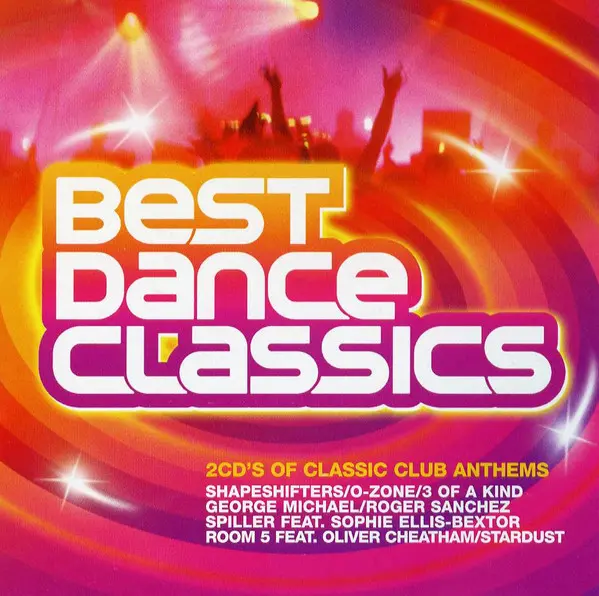 BEST
DANCE
CLASSICS
2CD'S OF CLASSIC CLUB ANTHEMS
SHAPESHIFTERS/O-ZONE/3 OF A KIND
GEORGE MICHAEL/ROGER SANCHEZ
SPILLER FEAT. SOPHIE ELLIS-BEXTOR
ROOM 5 FEAT. OLIVER CHEATHAM/STARDUST